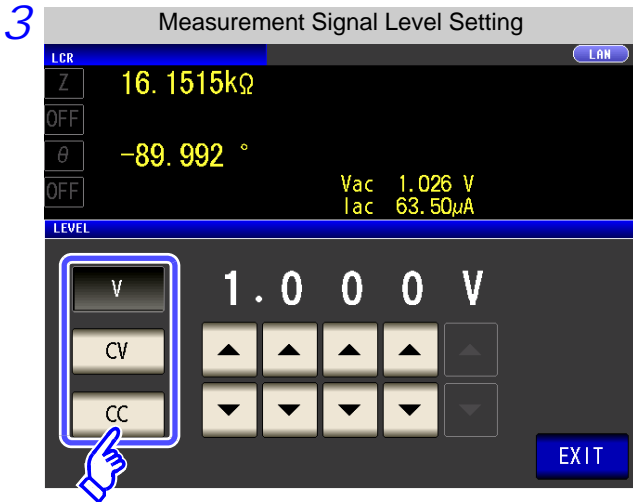 3
Measurement Signal Level Setting
LCR
LAN
Z 16.1515kΩ
OFF
θ -89.992 °
OFF
Vac 1.026 V
Iac 63.50μA
LEVEL
V
1.000 V
CV
CC
EXIT